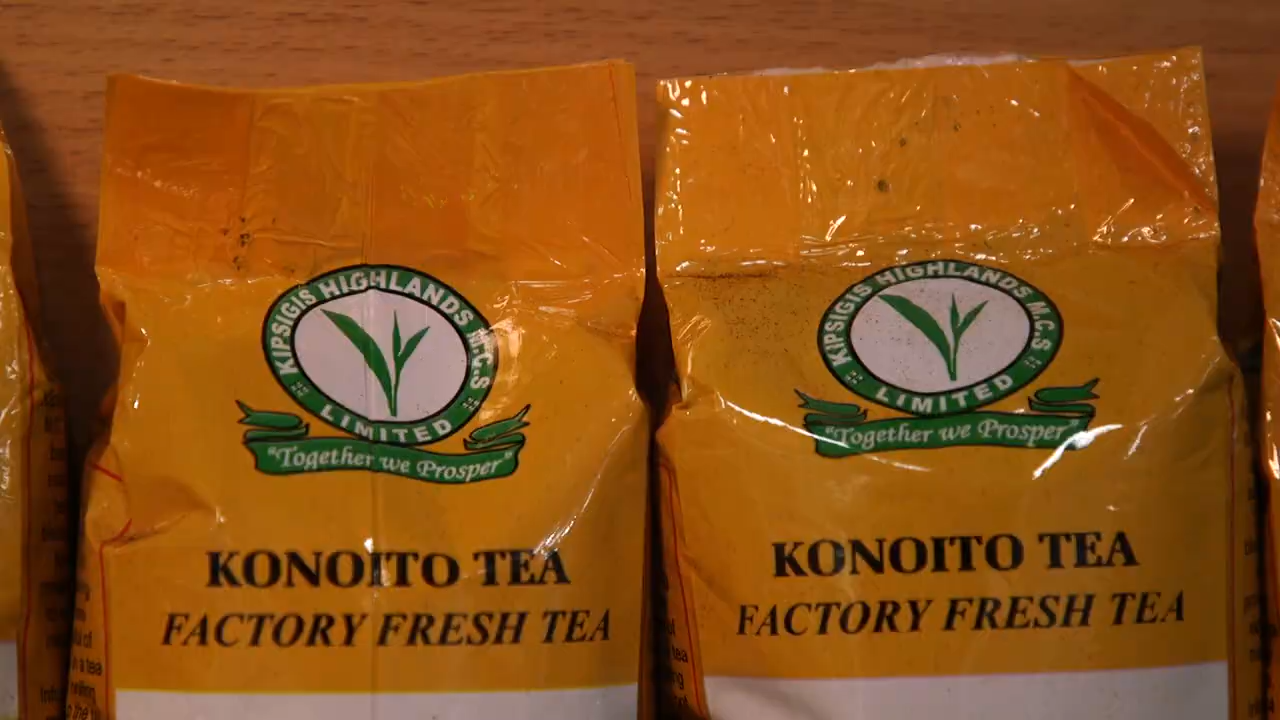 KIPSIGIS HIGHLANDS M.C.S
LIMITED
"Together we Prosper"
KONOITO TEA
FACTORY FRESH TEA
KIPSIGIS HIGHLANDS M.C.S
LIMITED
"Together we Prosper"
KONOITO TEA
FACTORY FRESH TEA